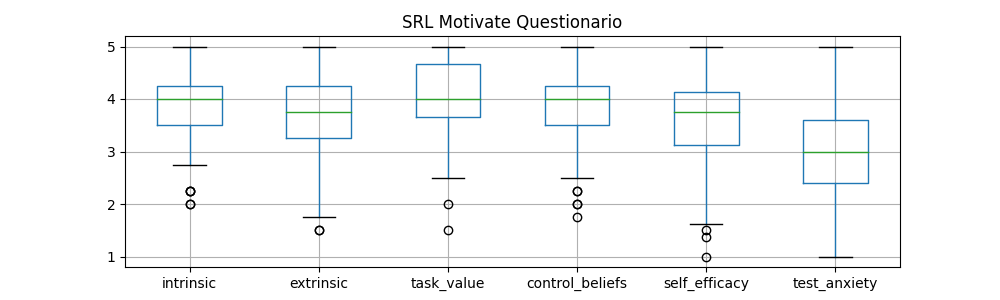 SRL Motivate Questionario
5
4
3
2
1
intrinsic extrinsic task_value control_beliefs self_efficacy test_anxiety